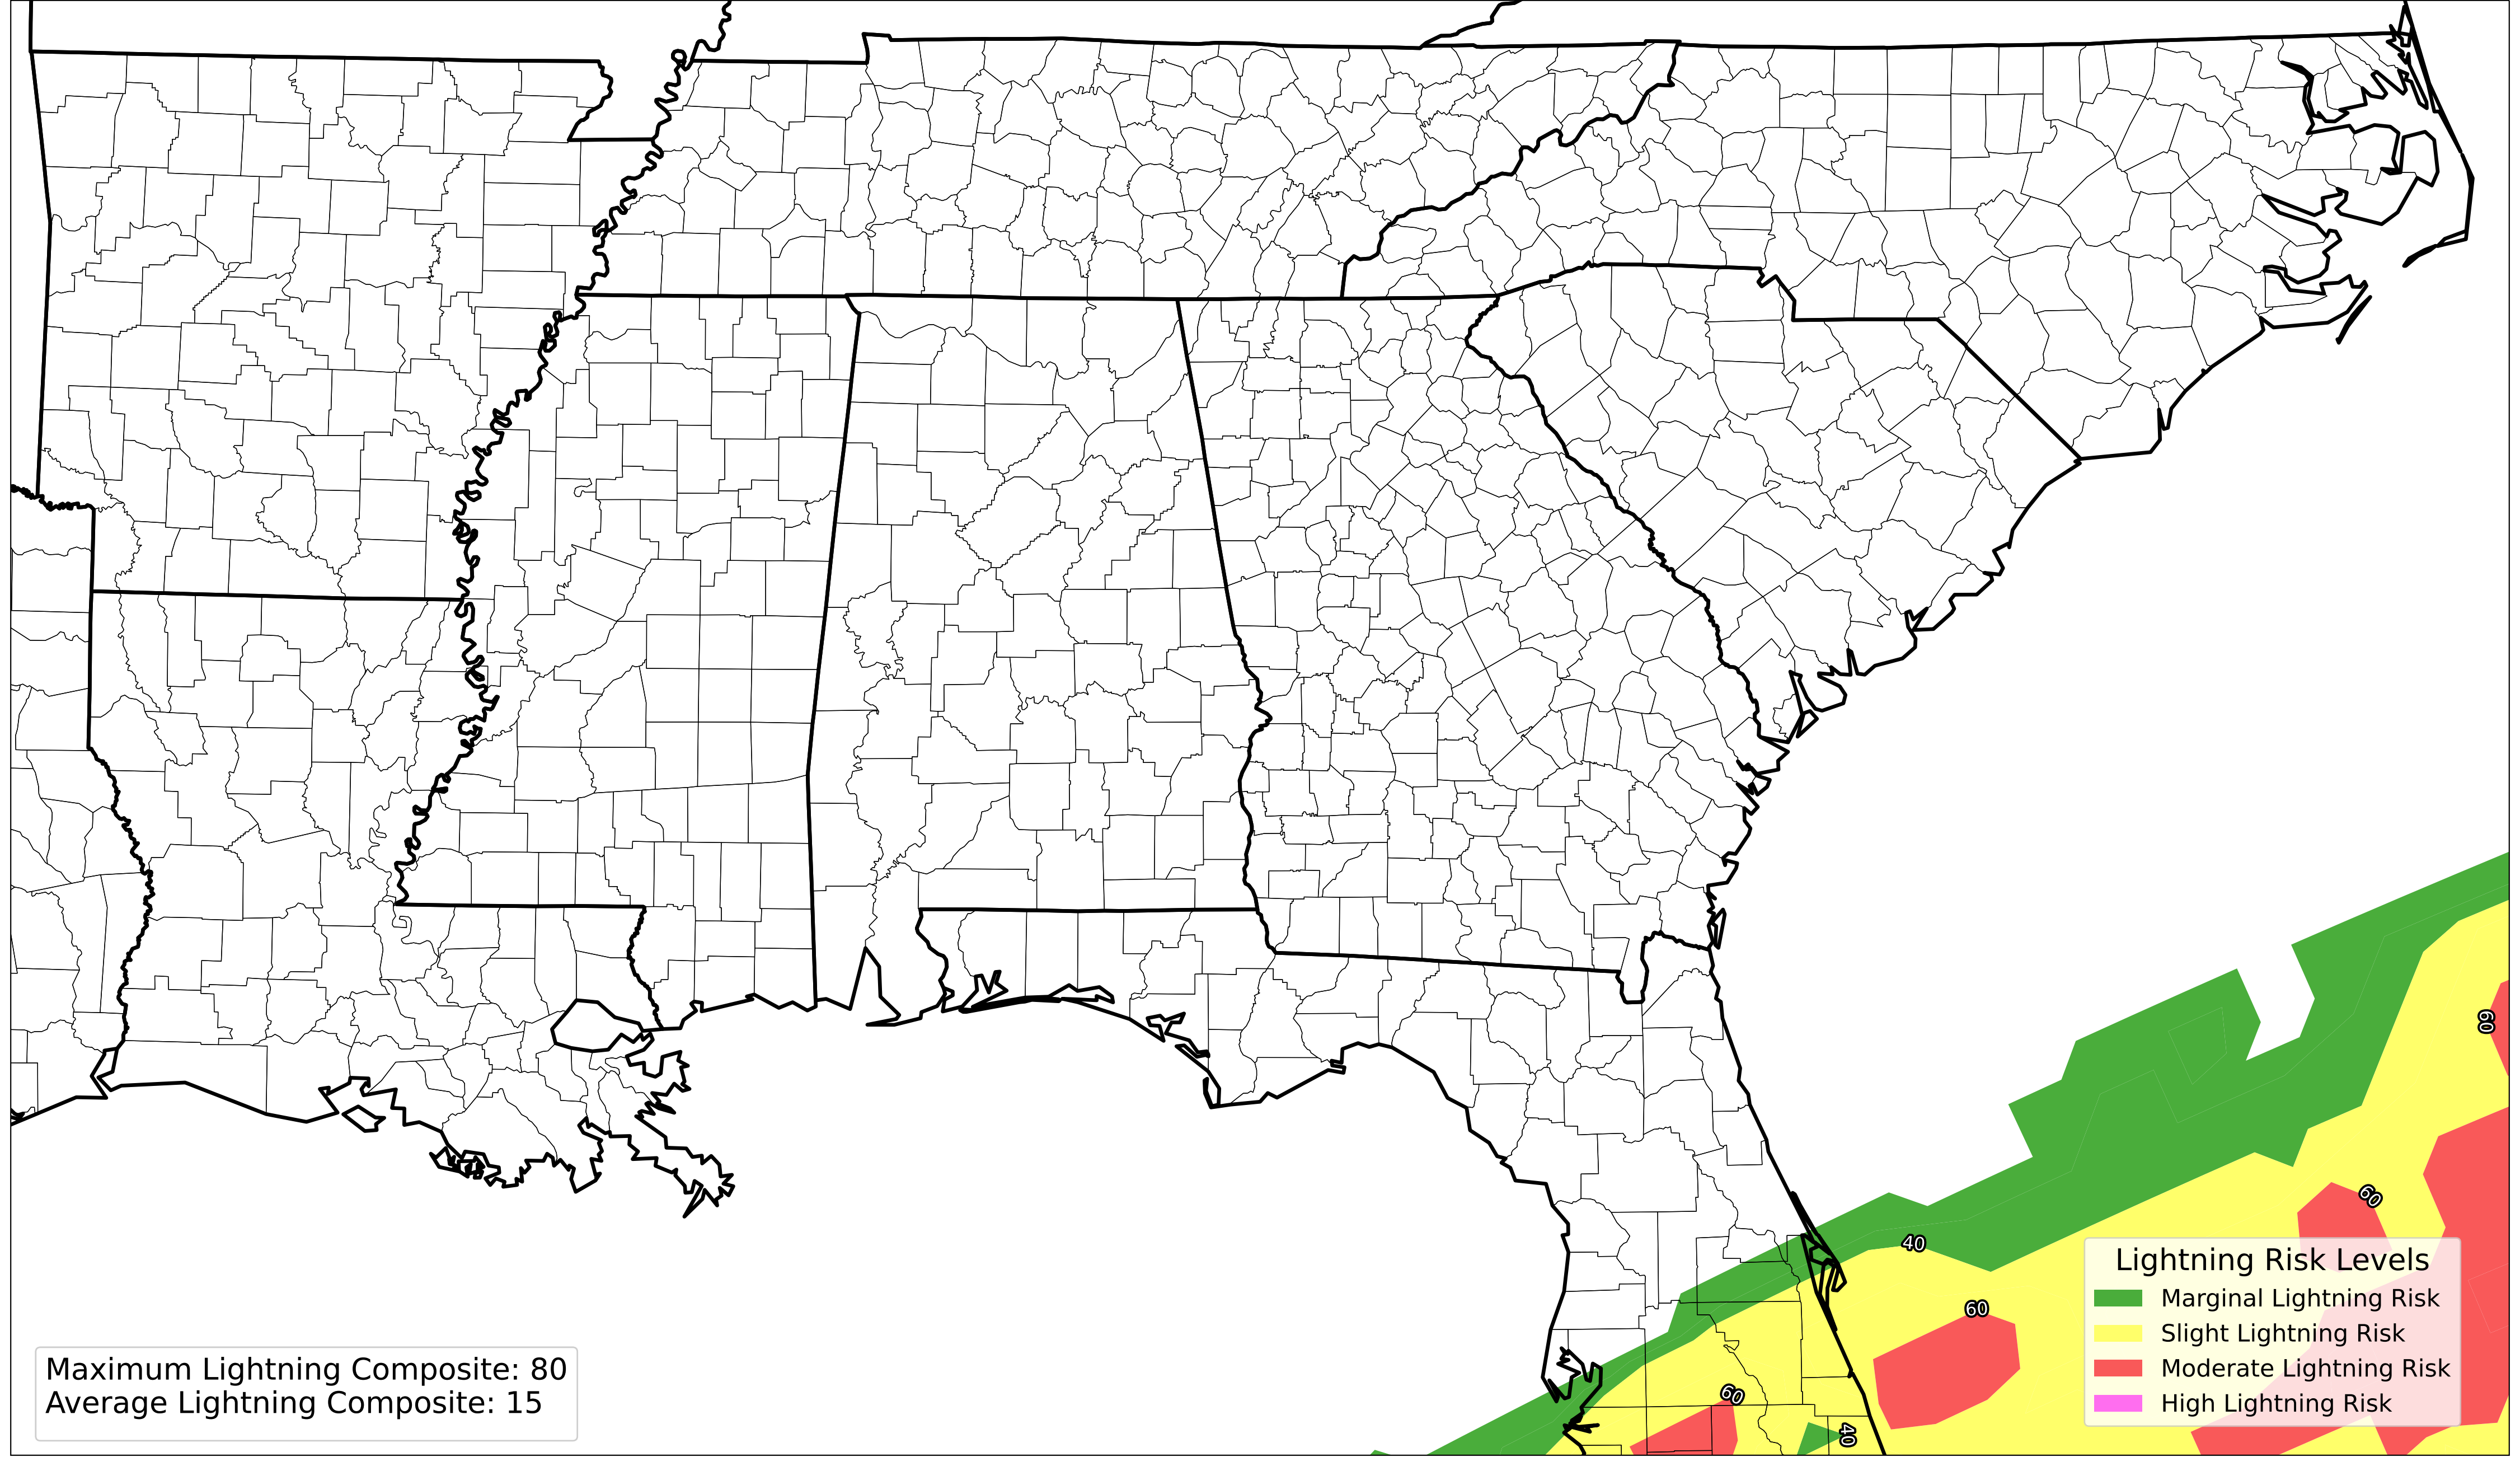 60
60
40
60
60
40
Lightning Risk Levels
Marginal Lightning Risk
Slight Lightning Risk
Moderate Lightning Risk
High Lightning Risk
Maximum Lightning Composite: 80
Average Lightning Composite: 15